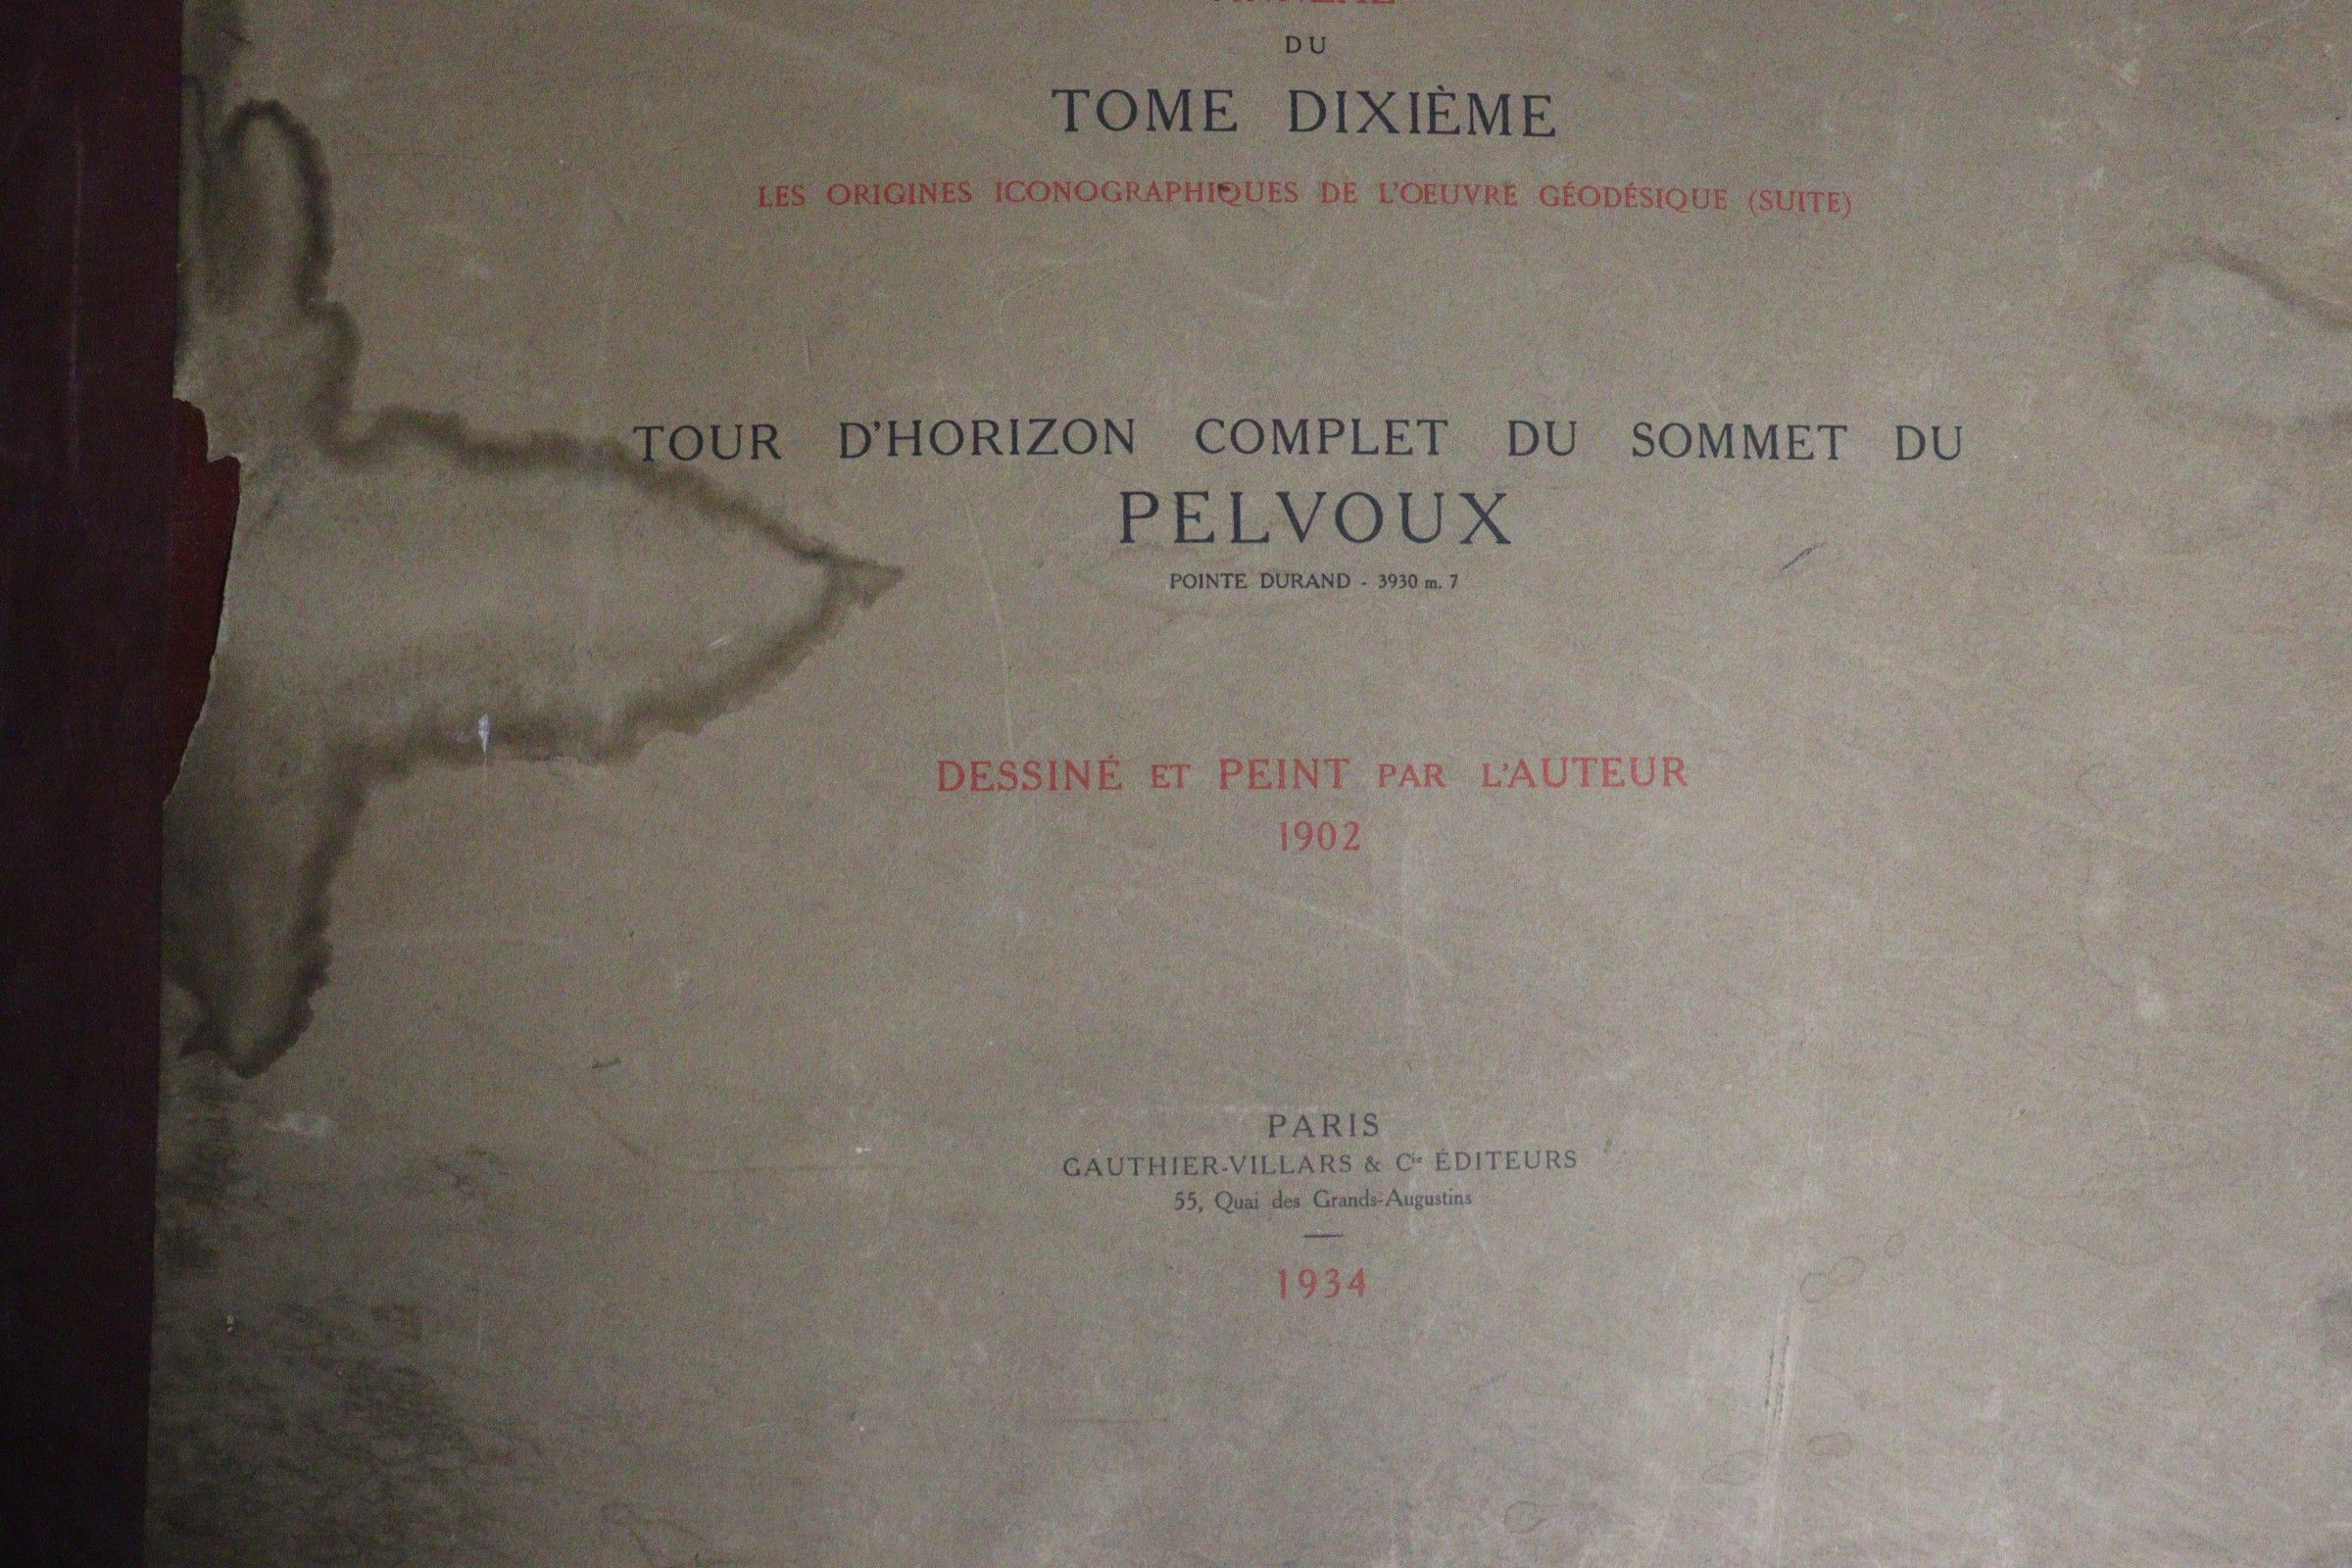 DU
TOME DIXIÈME
LES ORIGINES ICONOGRAPHIQUES DE L'OEUVRE GÉODÉSIQUE (SUITE)
TOUR D'HORIZON COMPLET DU SOMMET DU
PELVOUX
POINTE DURAND - 3930 m. 7
DESSINÉ ET PEINT PAR L'AUTEUR
1902
PARIS
GAUTHIER-VILLARS & Cie ÉDITEURS
55, Quai des Grands-Augustins
1934